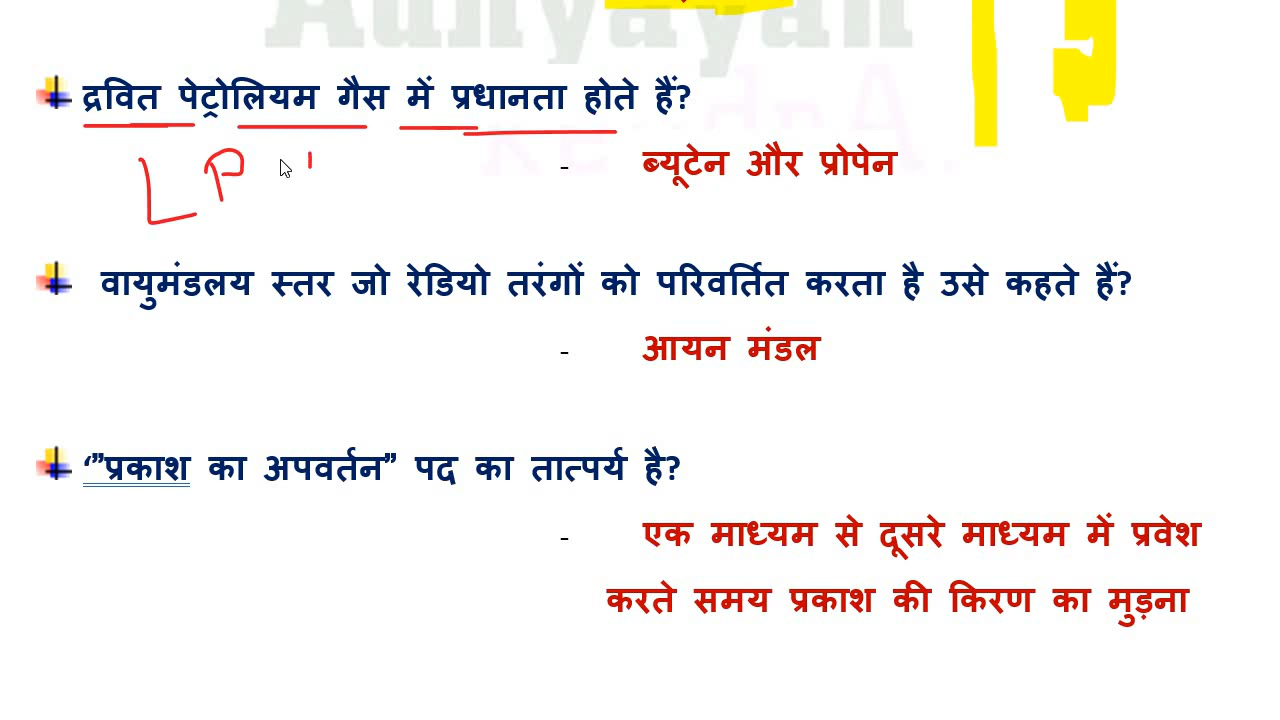 Adhyayan
द्रवित पेट्रोलियम गैस में प्रधानता होते हैं?
LP
- ब्यूटेन और प्रोपेन
वायुमंडलय स्तर जो रेडियो तरंगों को परिवर्तित करता है उसे कहते हैं?
- आयन मंडल
‘”प्रकाश का अपवर्तन” पद का तात्पर्य है?
- एक माध्यम से दूसरे माध्यम में प्रवेश
करते समय प्रकाश की किरण का मुड़ना